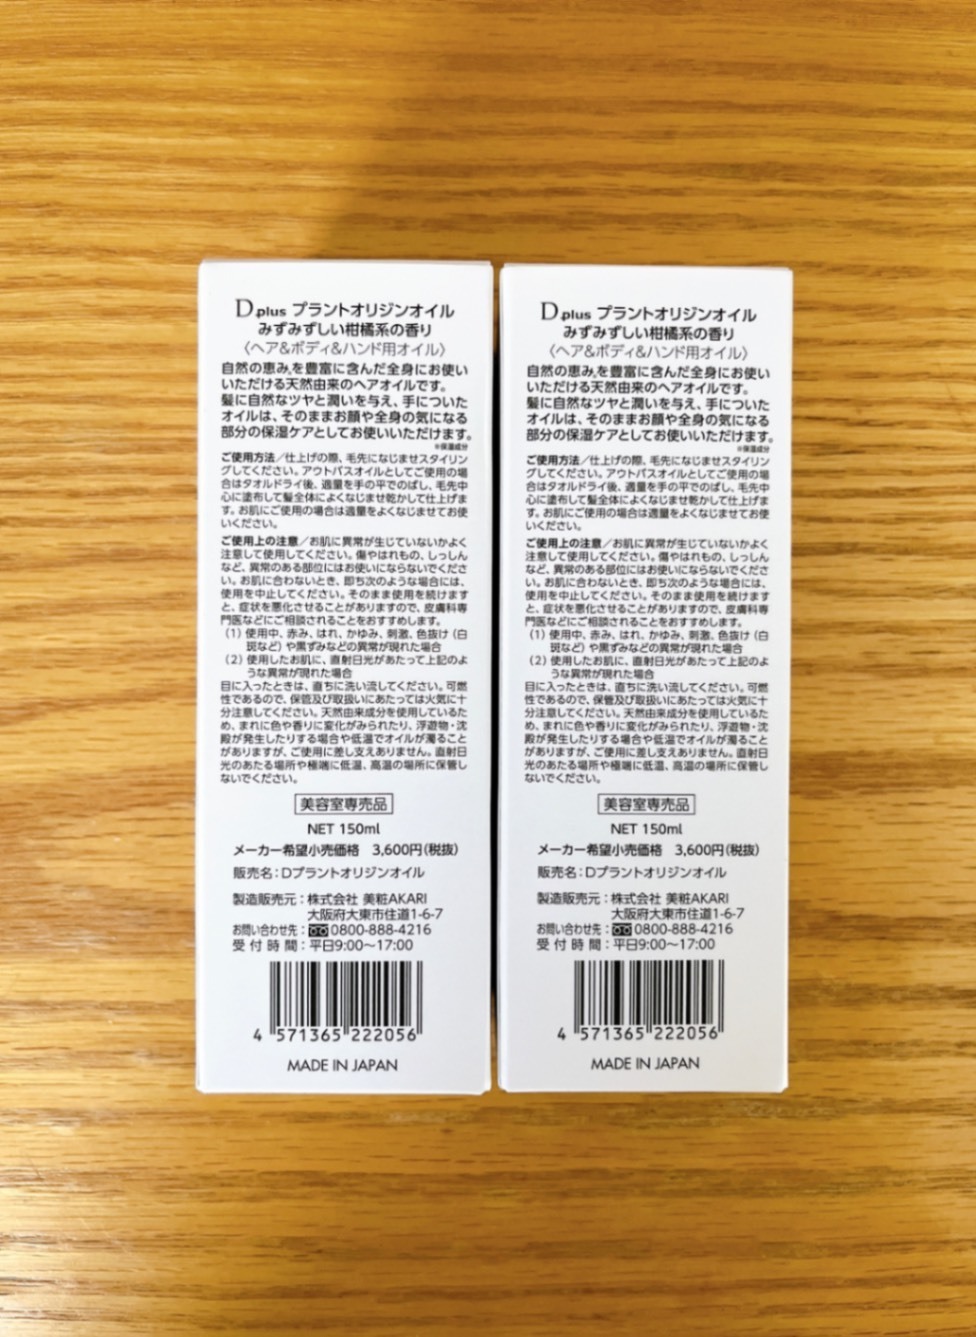 D.plus プラントオリジンオイル
みずみずしい柑橘系の香り
〈ヘア&ボディ&ハンド用オイル〉
自然の恵み※を豊富に含んだ全身にお使い
いただける天然由来のヘアオイルです。
髪に自然なツヤと潤いを与え、手についた
オイルは、そのままお顔や全身の気になる
部分の保湿ケアとしてお使いいただけます。
※保湿成分
ご使用方法／仕上げの際、毛先になじませスタイリン
グしてください。アウトバスオイルとしてご使用の場
合はタオルドライ後、適量を手の平でのばし、毛先中
心に塗布して髪全体によくなじませ乾かして仕上げま
す。お肌にご使用の場合は適量をよくなじませてお使
いください。
ご使用上の注意／お肌に異常が生じていないかよく
注意して使用してください。傷やはれもの、しっしん
など、異常のある部位にはお使いにならないでくださ
い。お肌に合わないとき、即ち次のような場合には、
使用を中止してください。そのまま使用を続けます
と、症状を悪化させることがありますので、皮膚科専
門医などにご相談されることをおすすめします。
（1）使用中、赤み、はれ、かゆみ、刺激、色抜け（白
斑など）や黒ずみなどの異常が現れた場合
（2）使用したお肌に、直射日光があたって上記のよ
うな異常が現れた場合
目に入ったときは、直ちに洗い流してください。可燃
性であるので、保管及び取扱いにあたっては火気に十
分注意してください。天然由来成分を使用しているた
め、まれに色や香りに変化がみられたり、浮遊物・沈
殿が発生したりする場合や低温でオイルが濁ること
がありますが、ご使用に差し支えありません。直射日
光のあたる場所や極端に低温、高温の場所に保管し
ないでください。
美容室専売品
NET 150ml
メーカー希望小売価格 3,600円(税抜)
販売名：Dプラントオリジンオイル
製造販売元：株式会社 美粧AKARI
大阪府大東市住道1-6-7
お問い合わせ先：0800-888-4216
受付時間：平日9:00〜17:00
4 571365 222056
MADE IN JAPAN
D.plus プラントオリジンオイル
みずみずしい柑橘系の香り
〈ヘア&ボディ&ハンド用オイル〉
自然の恵み※を豊富に含んだ全身にお使い
いただける天然由来のヘアオイルです。
髪に自然なツヤと潤いを与え、手についた
オイルは、そのままお顔や全身の気になる
部分の保湿ケアとしてお使いいただけます。
※保湿成分
ご使用方法／仕上げの際、毛先になじませスタイリン
グしてください。アウトバスオイルとしてご使用の場
合はタオルドライ後、適量を手の平でのばし、毛先中
心に塗布して髪全体によくなじませ乾かして仕上げま
す。お肌にご使用の場合は適量をよくなじませてお使
いください。
ご使用上の注意／お肌に異常が生じていないかよく
注意して使用してください。傷やはれもの、しっしん
など、異常のある部位にはお使いにならないでくださ
い。お肌に合わないとき、即ち次のような場合には、
使用を中止してください。そのまま使用を続けます
と、症状を悪化させることがありますので、皮膚科専
門医などにご相談されることをおすすめします。
（1）使用中、赤み、はれ、かゆみ、刺激、色抜け（白
斑など）や黒ずみなどの異常が現れた場合
（2）使用したお肌に、直射日光があたって上記のよ
うな異常が現れた場合
目に入ったときは、直ちに洗い流してください。可燃
性であるので、保管及び取扱いにあたっては火気に十
分注意してください。天然由来成分を使用しているた
め、まれに色や香りに変化がみられたり、浮遊物・沈
殿が発生したりする場合や低温でオイルが濁ること
がありますが、ご使用に差し支えありません。直射日
光のあたる場所や極端に低温、高温の場所に保管し
ないでください。
美容室専売品
NET 150ml
メーカー希望小売価格 3,600円(税抜)
販売名：Dプラントオリジンオイル
製造販売元：株式会社 美粧AKARI
大阪府大東市住道1-6-7
お問い合わせ先：0800-888-4216
受付時間：平日9:00〜17:00
4 571365 222056
MADE IN JAPAN